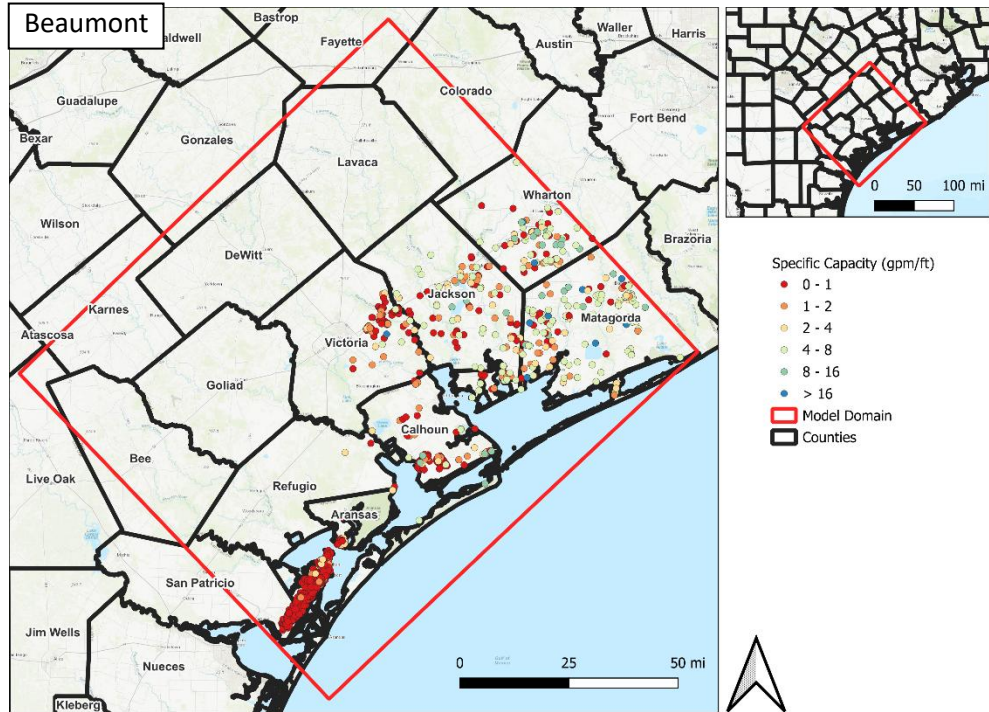 Beaumont
Bastrop
Fayette
Austin
Waller
Harris
Guadalupe
Colorado
Fort Bend
Bexar
Gonzales
Lavaca
Wilson
Wharton
Brazoria
DeWitt
Karnes
Jackson
Matagorda
Atascosa
Victoria
Goliad
Calhoun
Bee
Live Oak
Refugio
Aransas
San Patricio
Jim Wells
Nueces
Kleberg
0 25 50 mi
0 50 100 mi
Specific Capacity (gpm/ft)
0 - 1
1 - 2
2 - 4
4 - 8
8 - 16
> 16
Model Domain
Counties